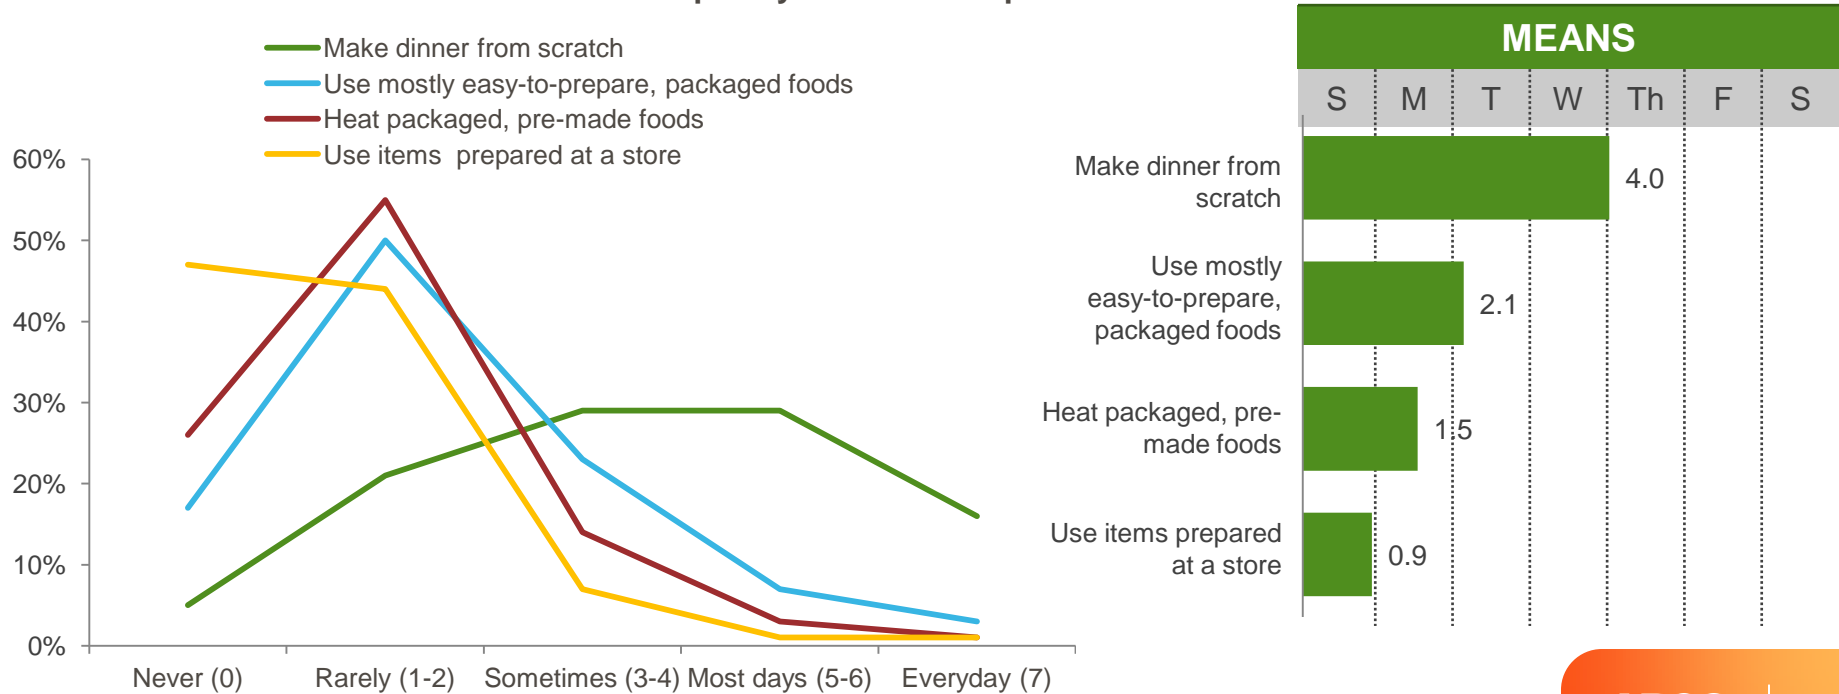 Make dinner from scratch
Use mostly easy-to-prepare, packaged foods
Heat packaged, pre-made foods
Use items prepared at a store
60%
50%
40%
30%
20%
10%
0%
Never (0) Rarely (1-2) Sometimes (3-4) Most days (5-6) Everyday (7)
MEANS
S M T W Th F S
Make dinner from
scratch
4.0
Use mostly
easy-to-prepare,
packaged foods
2.1
Heat packaged, pre-
made foods
1.5
Use items prepared
at a store
0.9